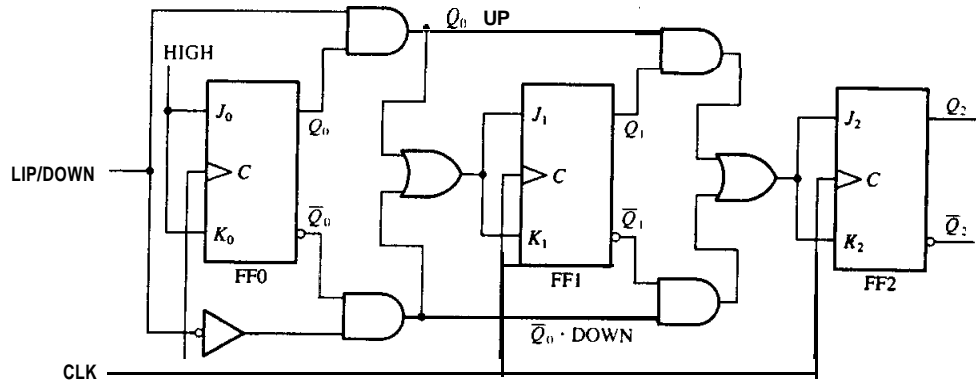 Q₀ UP
HIGH
J₀
Q₀
C
LIP/DOWN
Q̅₀
K₀
FF0
J₁
Q₁
C
Q̅₁
K₁
FF1
J₂
Q₂
C
Q̅₂
K₂
FF2
Q̅₀ · DOWN
CLK